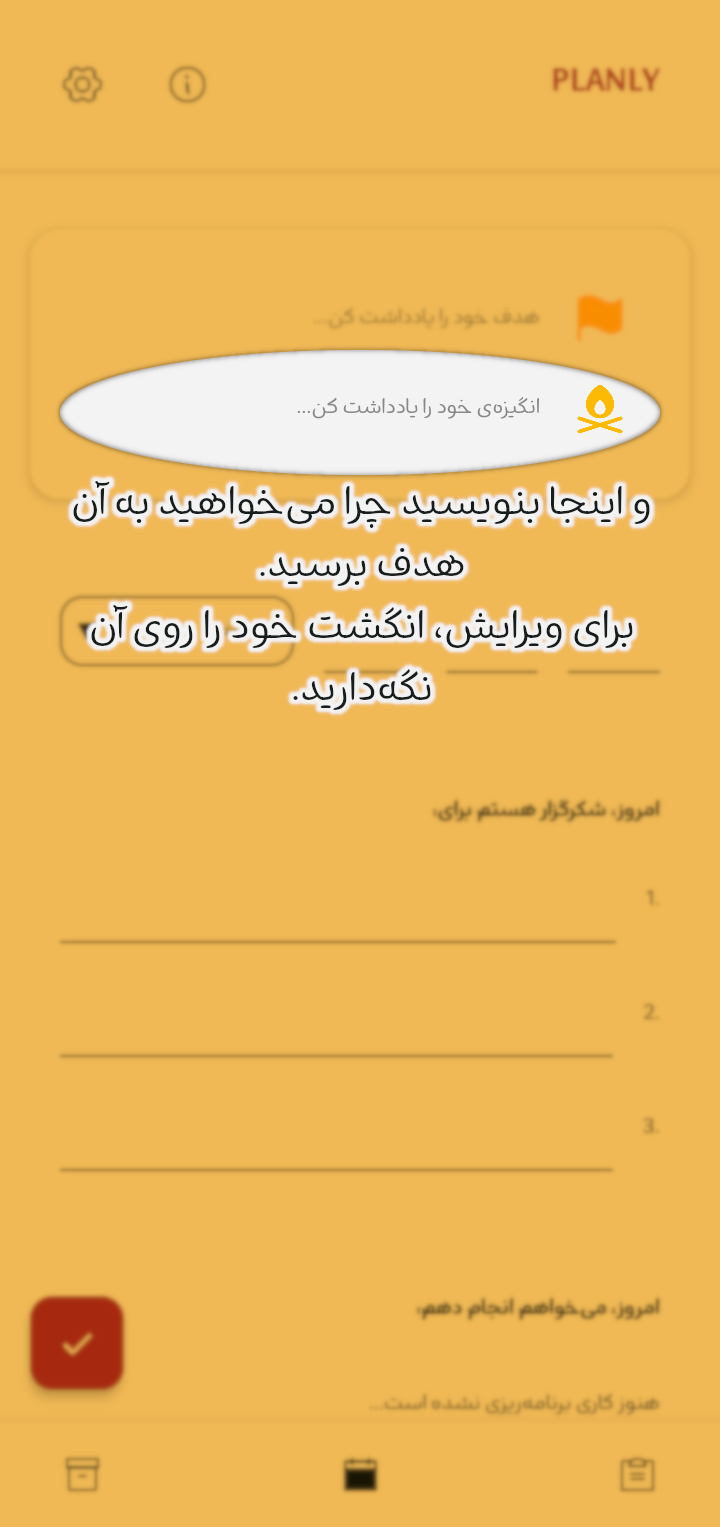 PLANLY
هدف خود را یادداشت کن...
انگیزه‌ی خود را یادداشت کن...
و اینجا بنویسید چرا می‌خواهید به آن
هدف برسید.
برای ویرایش، انگشت خود را روی آن
نگه‌دارید.
امروز، شکرگزار هستم برای:
1.
2.
3.
امروز، می‌خواهم انجام دهم:
هنوز کاری برنامه‌ریزی نشده است...